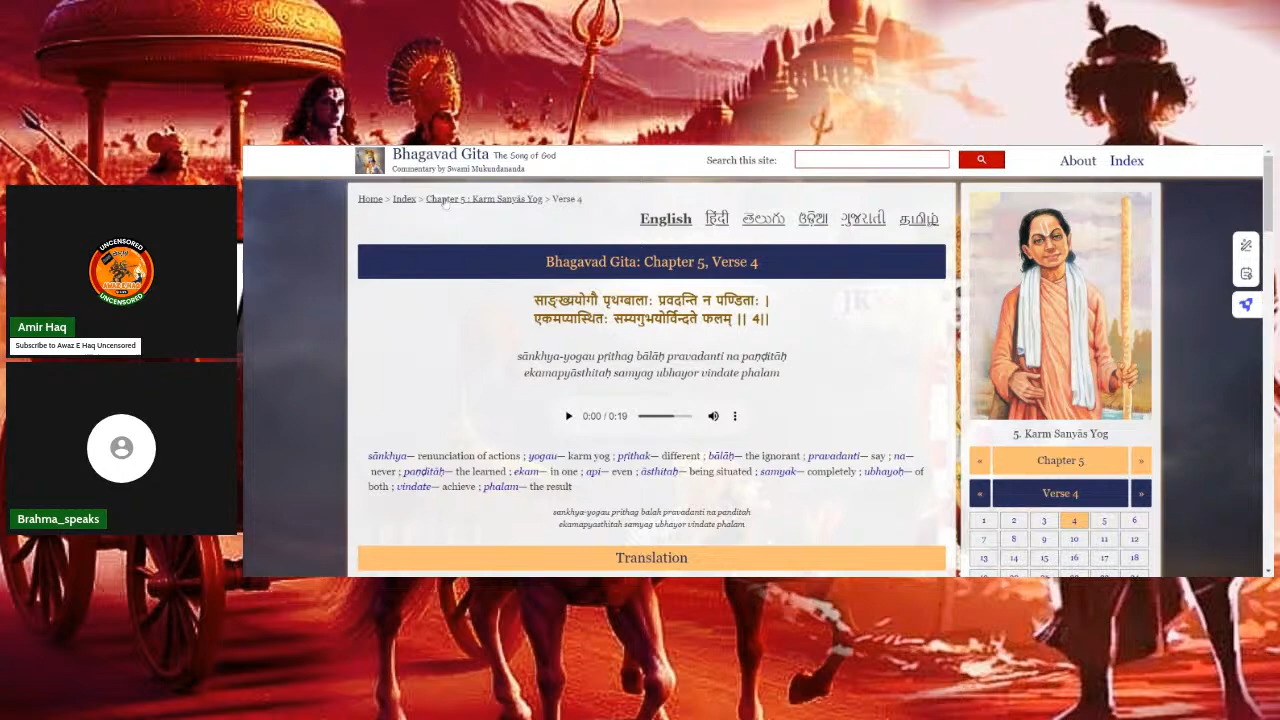 Bhagavad Gita The Song of God
Commentary by Swami Mukundananda
Search this site:
About Index
Home > Index > Chapter 5 : Karm Sanyās Yog > Verse 4
English हिंदी తెలుగు ଓଡ଼ିଆ ગુજરાતી தமிழ்
Bhagavad Gita: Chapter 5, Verse 4
साङ्ख्ययोगौ पृथग्बालाः प्रवदन्ति न पण्डिताः |
एकमप्यास्थितः सम्यगुभयोर्विन्दते फलम् || 4||
sānkhya-yogau pṛithag bālāḥ pravadanti na paṇḍitāḥ
ekamapyāsthitaḥ samyag ubhayor vindate phalam
0:00 / 0:19
sānkhya— renunciation of actions ; yogau— karm yog ; pṛithak— different ; bālāḥ— the ignorant ; pravadanti— say ; na—
never ; paṇḍitāḥ— the learned ; ekam— in one ; api— even ; āsthitaḥ— being situated ; samyak— completely ; ubhayoḥ— of
both ; vindate— achieve ; phalam— the result
sankhya-yogau prithag balah pravadanti na panditah
ekamapyasthitah samyag ubhayor vindate phalam
Translation
5. Karm Sanyās Yog
« Chapter 5 »
« Verse 4 »
1 2 3 4 5 6
7 8 9 10 11 12
13 14 15 16 17 18
UNCENSORED
AWAZ E HAQ
UNCENSORED
Amir Haq
Subscribe to Awaz E Haq Uncensored
Brahma_speaks